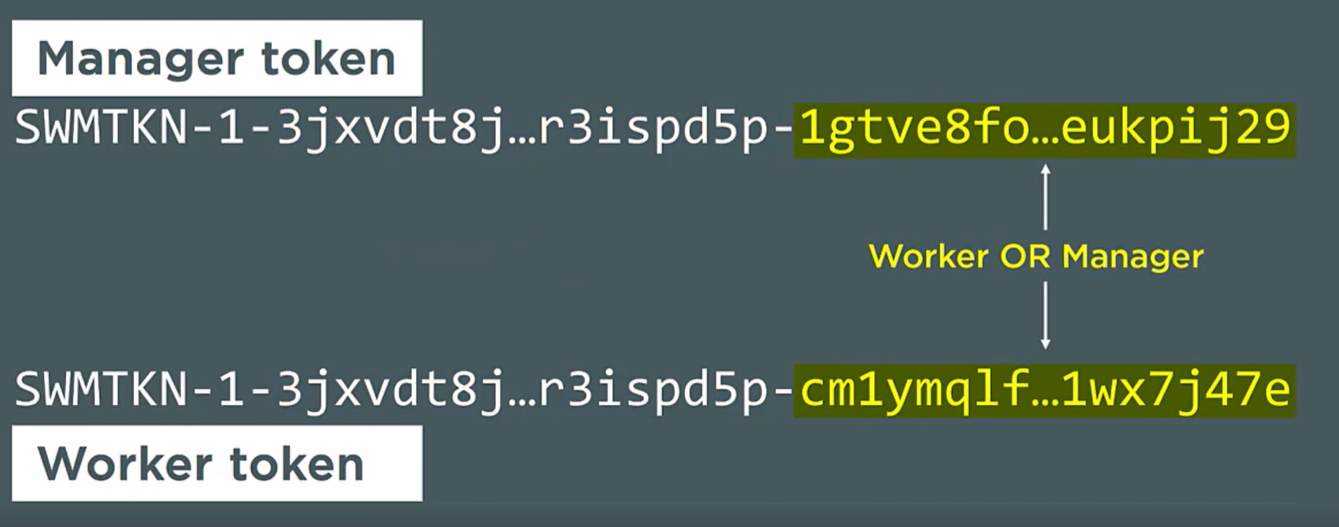 Manager token
SWMTKN-1-3jxvdt8j…r3ispd5p-1gtve8fo…eukpij29
Worker OR Manager
SWMTKN-1-3jxvdt8j…r3ispd5p-cm1ymqlf…1wx7j47e
Worker token